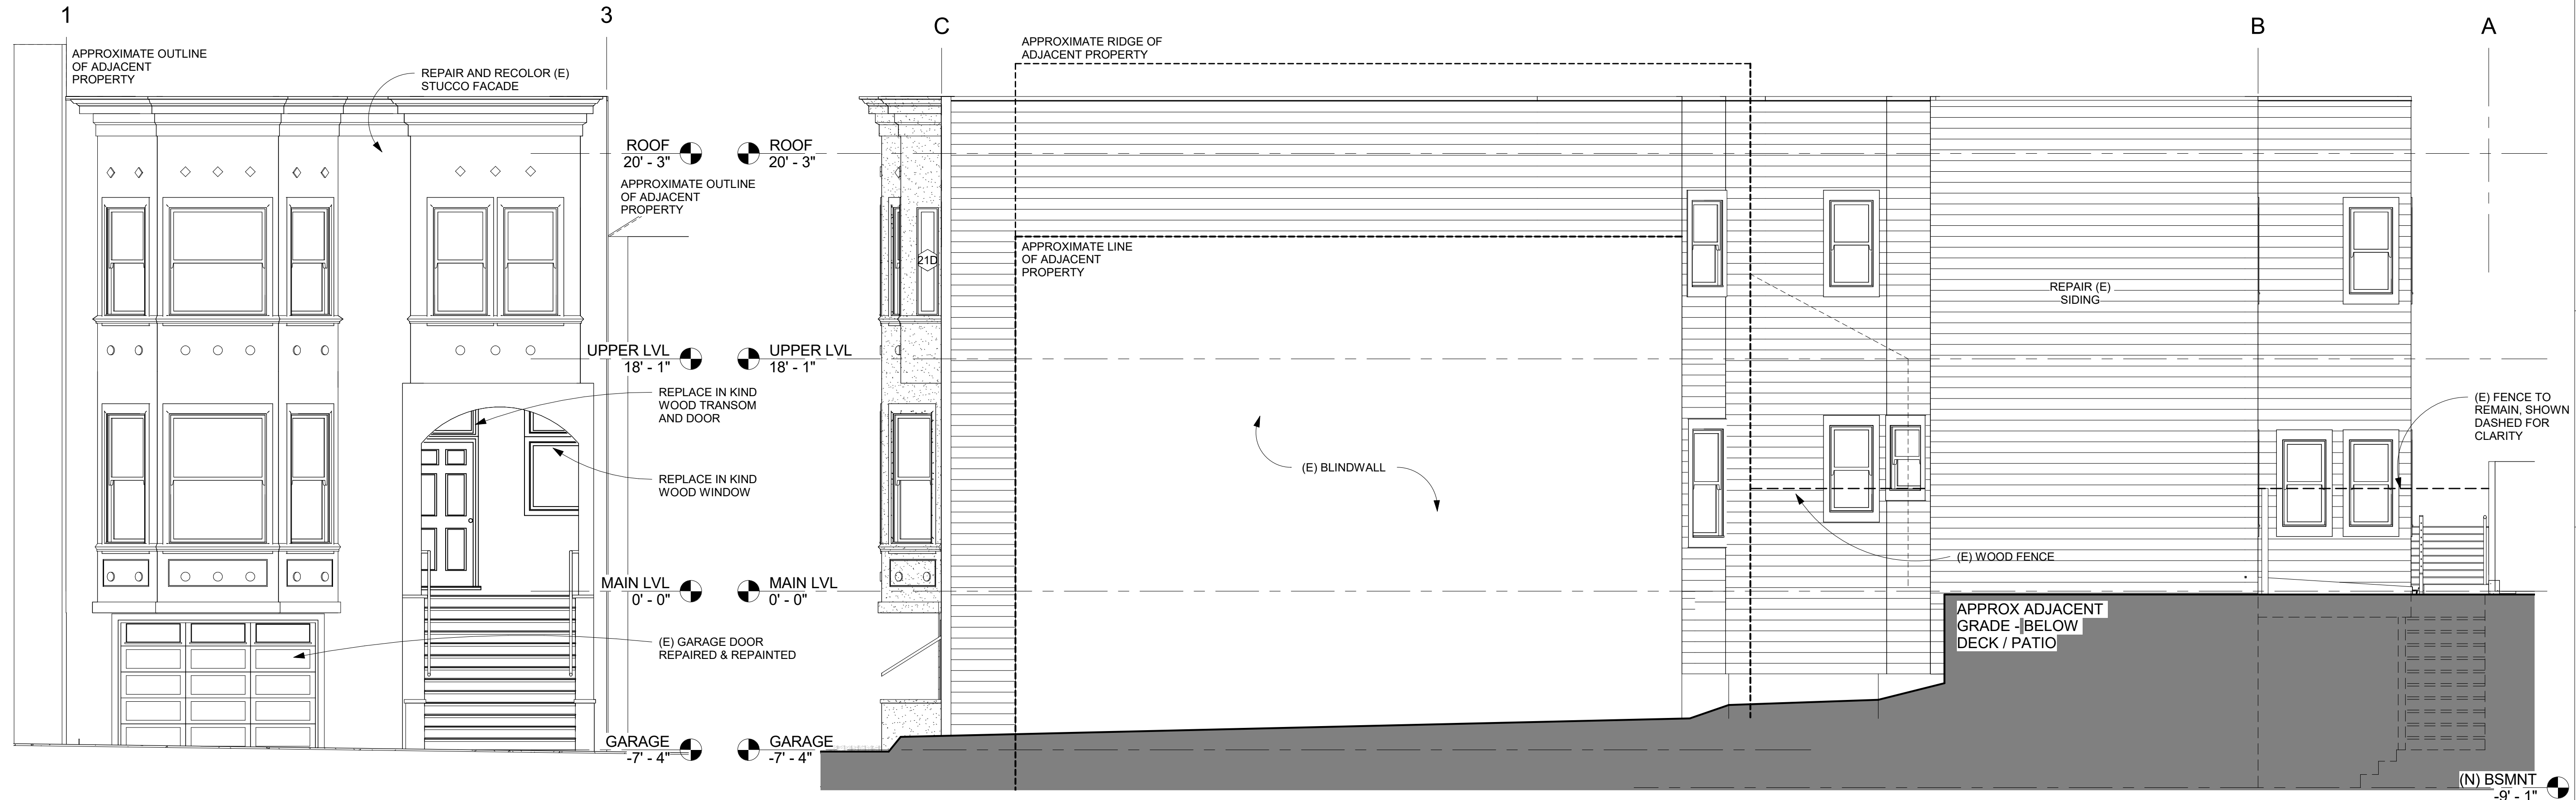 1
3
C
B
A
APPROXIMATE OUTLINE
OF ADJACENT
PROPERTY
REPAIR AND RECOLOR (E)
STUCCO FACADE
APPROXIMATE RIDGE OF
ADJACENT PROPERTY
ROOF
20' - 3"
ROOF
20' - 3"
APPROXIMATE OUTLINE
OF ADJACENT
PROPERTY
21D
APPROXIMATE LINE
OF ADJACENT
PROPERTY
REPAIR (E)
SIDING
UPPER LVL
18' - 1"
UPPER LVL
18' - 1"
REPLACE IN KIND
WOOD TRANSOM
AND DOOR
(E) FENCE TO
REMAIN, SHOWN
DASHED FOR
CLARITY
(E) BLINDWALL
REPLACE IN KIND
WOOD WINDOW
(E) WOOD FENCE
MAIN LVL
0' - 0"
MAIN LVL
0' - 0"
APPROX ADJACENT
GRADE - BELOW
DECK / PATIO
(E) GARAGE DOOR
REPAIRED & REPAINTED
GARAGE
-7' - 4"
GARAGE
-7' - 4"
(N) BSMNT
-9' - 1"